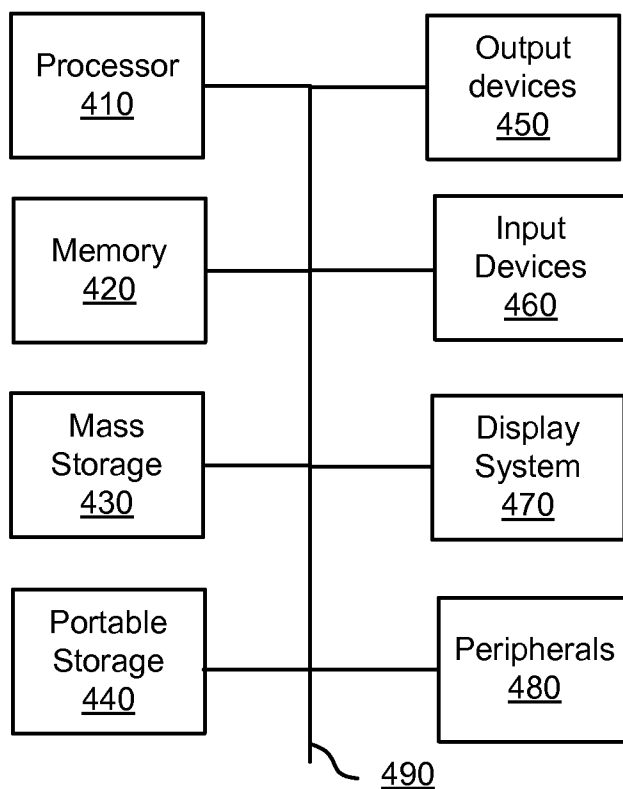 Processor
410
Output
devices
450
Memory
420
Input
Devices
460
Mass
Storage
430
Display
System
470
Portable
Storage
440
Peripherals
480
490